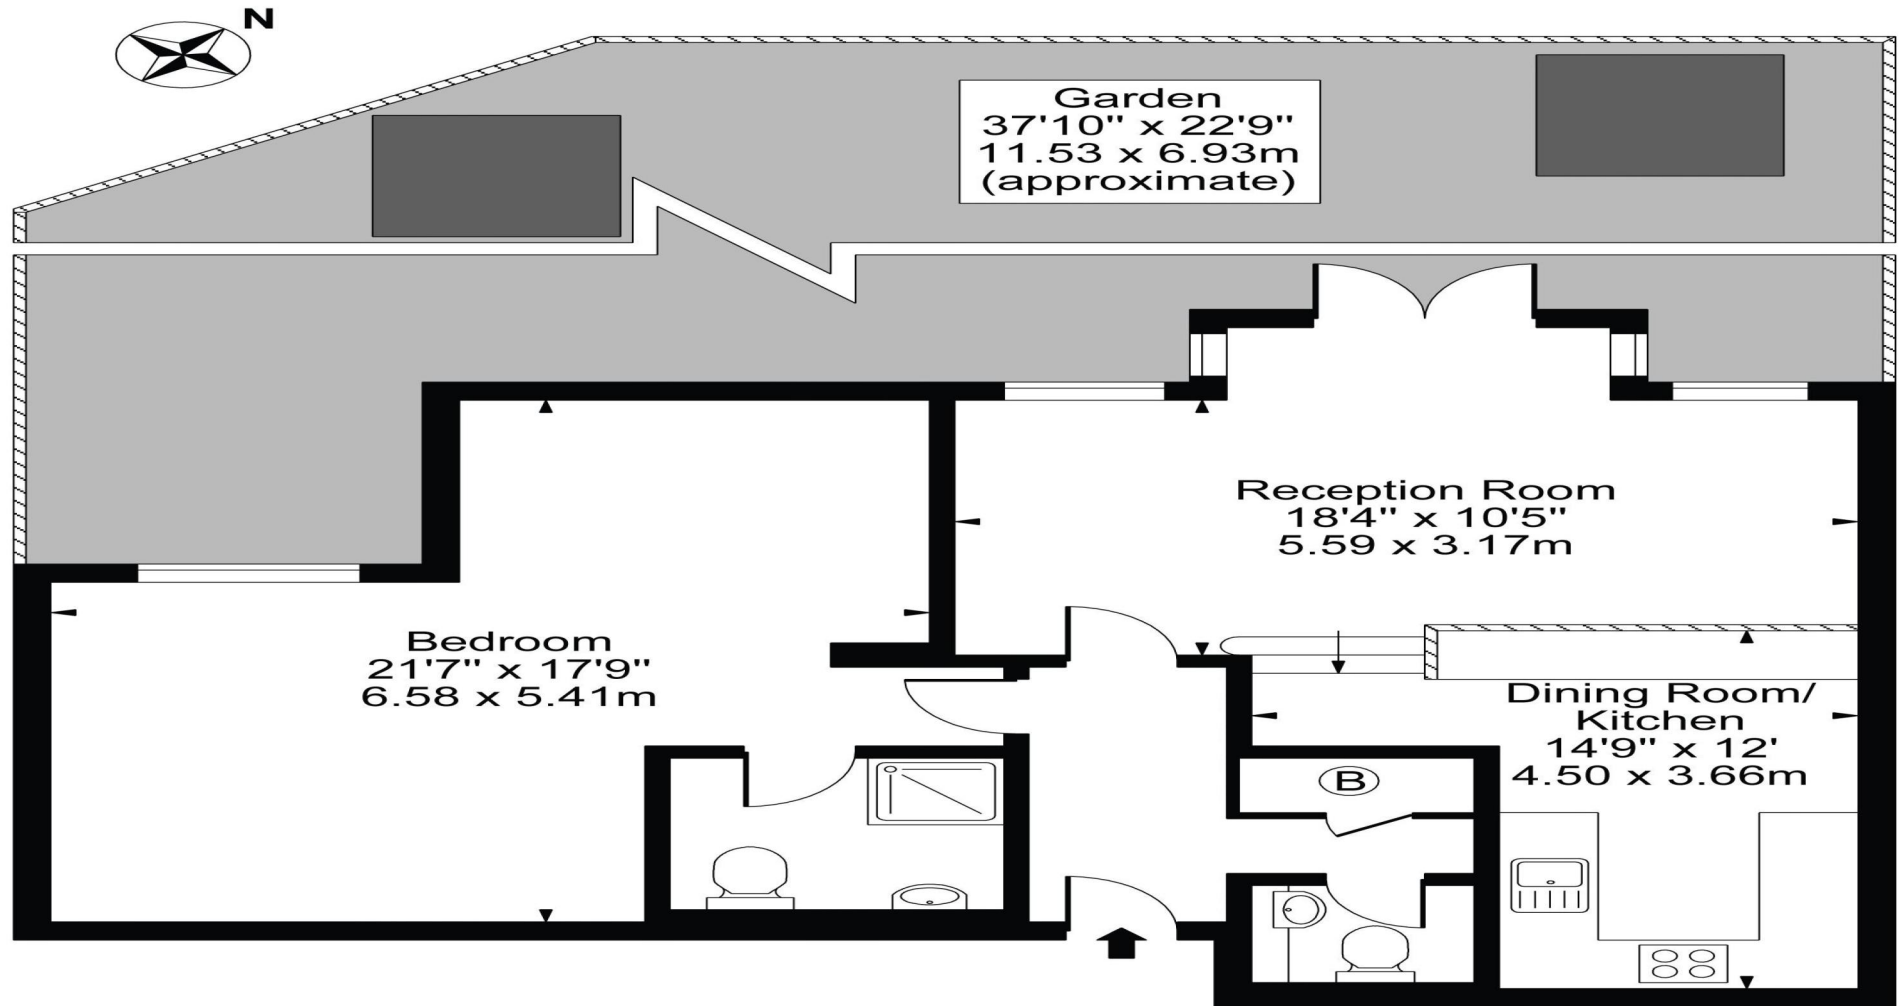 N
Garden
37'10" x 22'9"
11.53 x 6.93m
(approximate)
Reception Room
18'4" x 10'5"
5.59 x 3.17m
Bedroom
21'7" x 17'9"
6.58 x 5.41m
Dining Room/
Kitchen
14'9" x 12'
4.50 x 3.66m
B